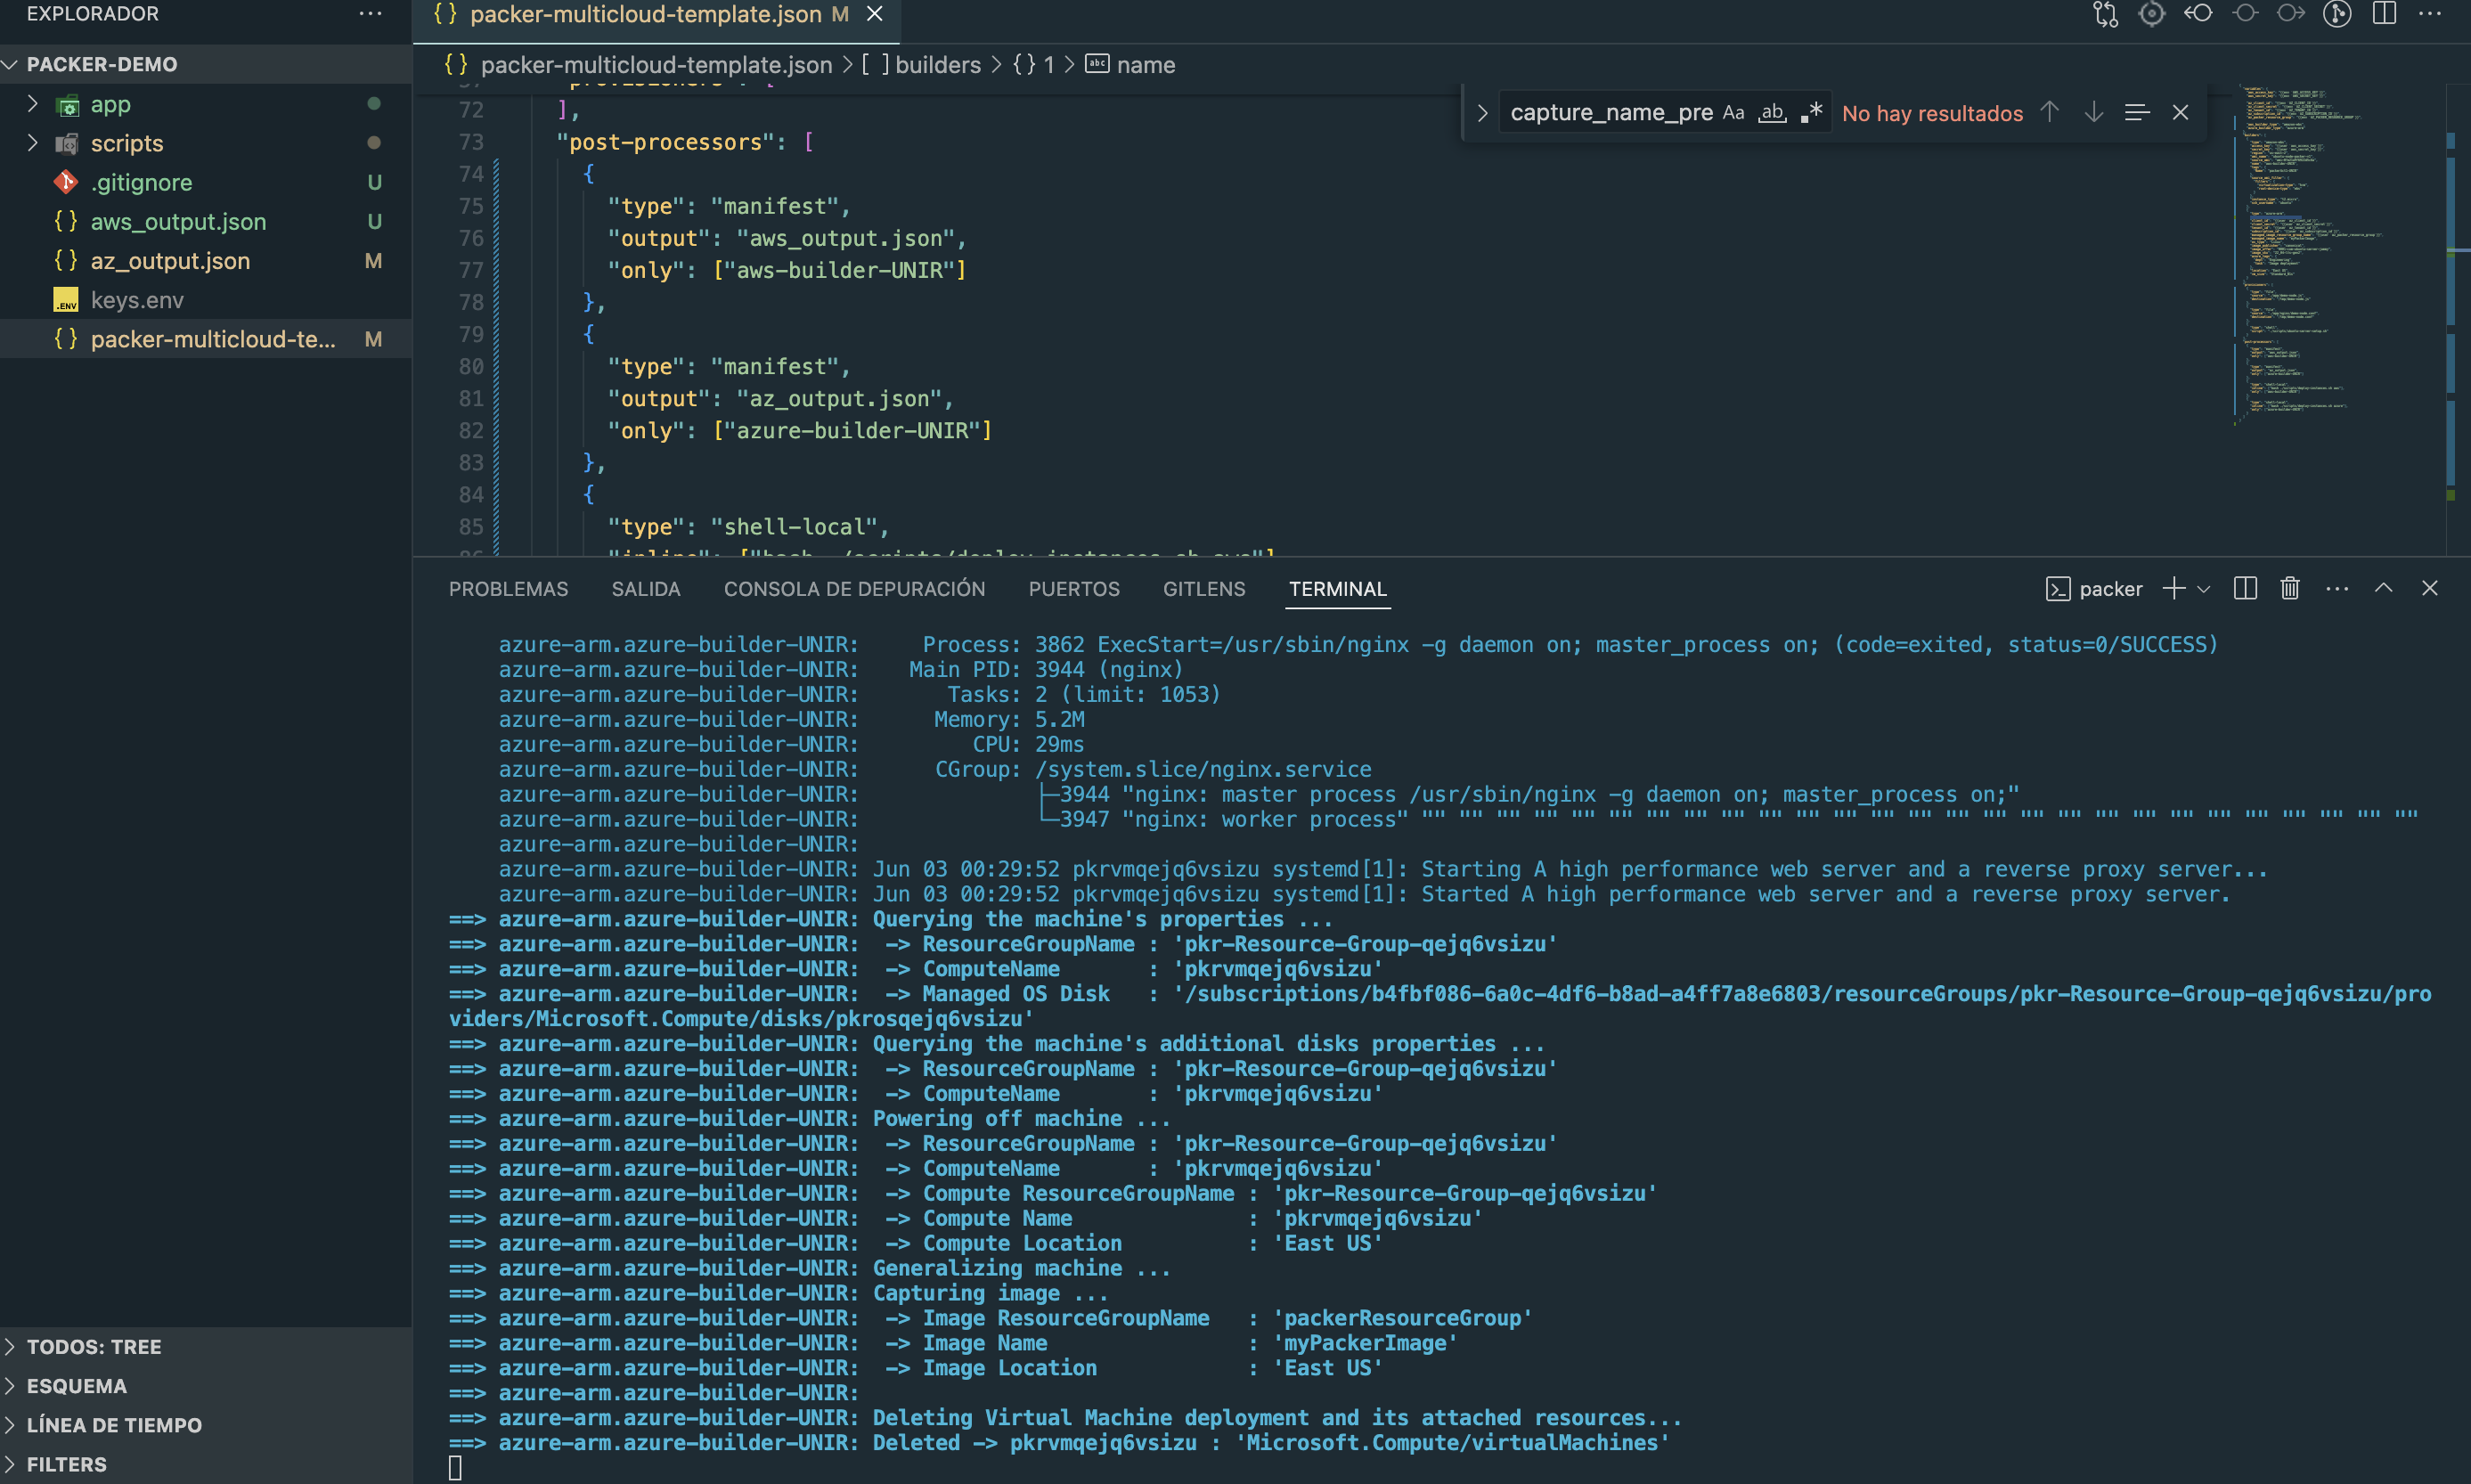 EXPLORADOR
PACKER-DEMO
app
scripts
.gitignore U
aws_output.json U
az_output.json M
.ENV keys.env
packer-multicloud-te... M
TODOS: TREE
ESQUEMA
LÍNEA DE TIEMPO
FILTERS
{} packer-multicloud-template.json M
{} packer-multicloud-template.json > [ ] builders > {} 1 > abc name
capture_name_pre Aa ab .* No hay resultados
72 ],
73 "post-processors": [
74 {
75 "type": "manifest",
76 "output": "aws_output.json",
77 "only": ["aws-builder-UNIR"]
78 },
79 {
80 "type": "manifest",
81 "output": "az_output.json",
82 "only": ["azure-builder-UNIR"]
83 },
84 {
85 "type": "shell-local",
PROBLEMAS SALIDA CONSOLA DE DEPURACIÓN PUERTOS GITLENS TERMINAL packer
azure-arm.azure-builder-UNIR: Process: 3862 ExecStart=/usr/sbin/nginx -g daemon on; master_process on; (code=exited, status=0/SUCCESS)
azure-arm.azure-builder-UNIR: Main PID: 3944 (nginx)
azure-arm.azure-builder-UNIR: Tasks: 2 (limit: 1053)
azure-arm.azure-builder-UNIR: Memory: 5.2M
azure-arm.azure-builder-UNIR: CPU: 29ms
azure-arm.azure-builder-UNIR: CGroup: /system.slice/nginx.service
azure-arm.azure-builder-UNIR: ├─3944 "nginx: master process /usr/sbin/nginx -g daemon on; master_process on;"
azure-arm.azure-builder-UNIR: └─3947 "nginx: worker process" "" "" "" "" "" "" "" "" "" "" "" "" "" "" "" "" "" "" "" "" "" "" "" "" "" "" ""
azure-arm.azure-builder-UNIR:
azure-arm.azure-builder-UNIR: Jun 03 00:29:52 pkrvmqejq6vsizu systemd[1]: Starting A high performance web server and a reverse proxy server...
azure-arm.azure-builder-UNIR: Jun 03 00:29:52 pkrvmqejq6vsizu systemd[1]: Started A high performance web server and a reverse proxy server.
==> azure-arm.azure-builder-UNIR: Querying the machine's properties ...
==> azure-arm.azure-builder-UNIR: -> ResourceGroupName : 'pkr-Resource-Group-qejq6vsizu'
==> azure-arm.azure-builder-UNIR: -> ComputeName : 'pkrvmqejq6vsizu'
==> azure-arm.azure-builder-UNIR: -> Managed OS Disk : '/subscriptions/b4fbf086-6a0c-4df6-b8ad-a4ff7a8e6803/resourceGroups/pkr-Resource-Group-qejq6vsizu/pro
viders/Microsoft.Compute/disks/pkrosqejq6vsizu'
==> azure-arm.azure-builder-UNIR: Querying the machine's additional disks properties ...
==> azure-arm.azure-builder-UNIR: -> ResourceGroupName : 'pkr-Resource-Group-qejq6vsizu'
==> azure-arm.azure-builder-UNIR: -> ComputeName : 'pkrvmqejq6vsizu'
==> azure-arm.azure-builder-UNIR: Powering off machine ...
==> azure-arm.azure-builder-UNIR: -> ResourceGroupName : 'pkr-Resource-Group-qejq6vsizu'
==> azure-arm.azure-builder-UNIR: -> ComputeName : 'pkrvmqejq6vsizu'
==> azure-arm.azure-builder-UNIR: -> Compute ResourceGroupName : 'pkr-Resource-Group-qejq6vsizu'
==> azure-arm.azure-builder-UNIR: -> Compute Name : 'pkrvmqejq6vsizu'
==> azure-arm.azure-builder-UNIR: -> Compute Location : 'East US'
==> azure-arm.azure-builder-UNIR: Generalizing machine ...
==> azure-arm.azure-builder-UNIR: Capturing image ...
==> azure-arm.azure-builder-UNIR: -> Image ResourceGroupName : 'packerResourceGroup'
==> azure-arm.azure-builder-UNIR: -> Image Name : 'myPackerImage'
==> azure-arm.azure-builder-UNIR: -> Image Location : 'East US'
==> azure-arm.azure-builder-UNIR:
==> azure-arm.azure-builder-UNIR: Deleting Virtual Machine deployment and its attached resources...
==> azure-arm.azure-builder-UNIR: Deleted -> pkrvmqejq6vsizu : 'Microsoft.Compute/virtualMachines'